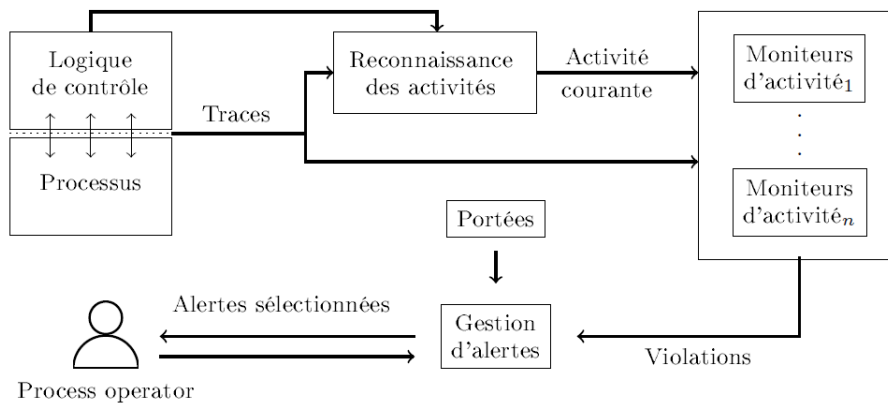 Logique
de contrôle
Processus
Traces
Reconnaissance
des activités
Activité
courante
Moniteurs
d'activité₁
Moniteurs
d'activitéₙ
Portées
Alertes sélectionnées
Gestion
d'alertes
Violations
Process operator